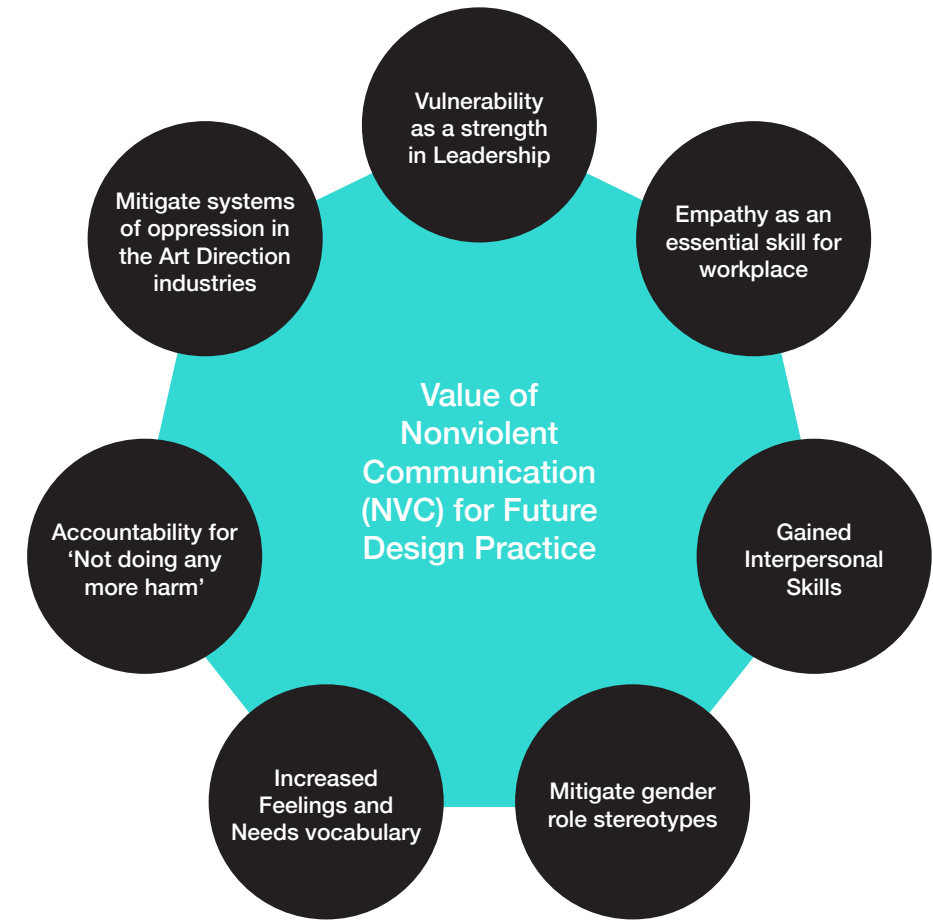 Vulnerability
as a strength
in Leadership
Empathy as an
essential skill for
workplace
Gained
Interpersonal
Skills
Mitigate gender
role stereotypes
Increased
Feelings and
Needs vocabulary
Accountability for
‘Not doing any
more harm’
Mitigate systems
of oppression in
the Art Direction
industries
Value of
Nonviolent
Communication
(NVC) for Future
Design Practice